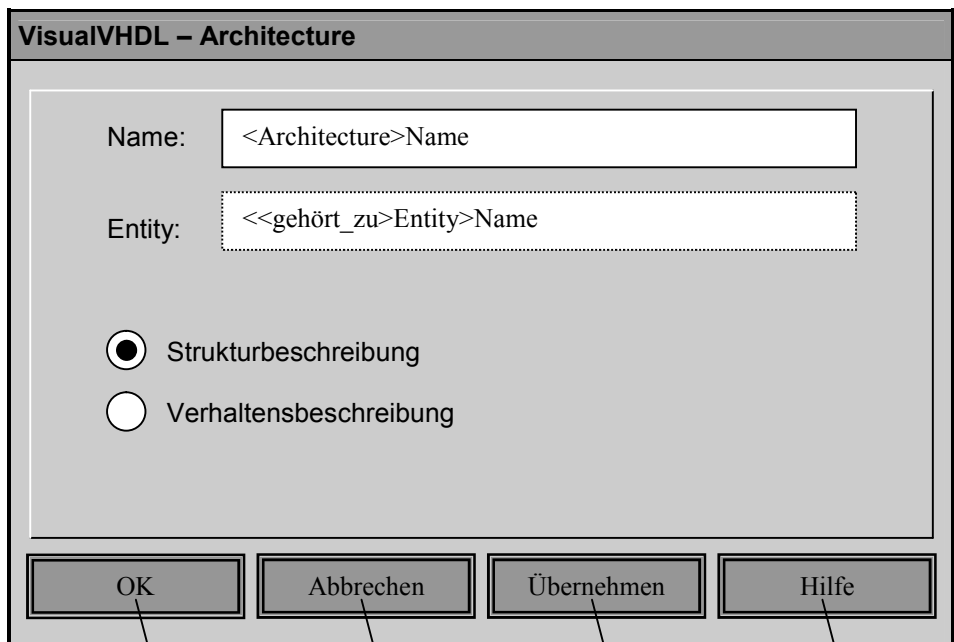 VisualVHDL – Architecture
Name: <Architecture>Name
Entity: <<gehört_zu>Entity>Name
Strukturbeschreibung
Verhaltensbeschreibung
OK Abbrechen Übernehmen Hilfe